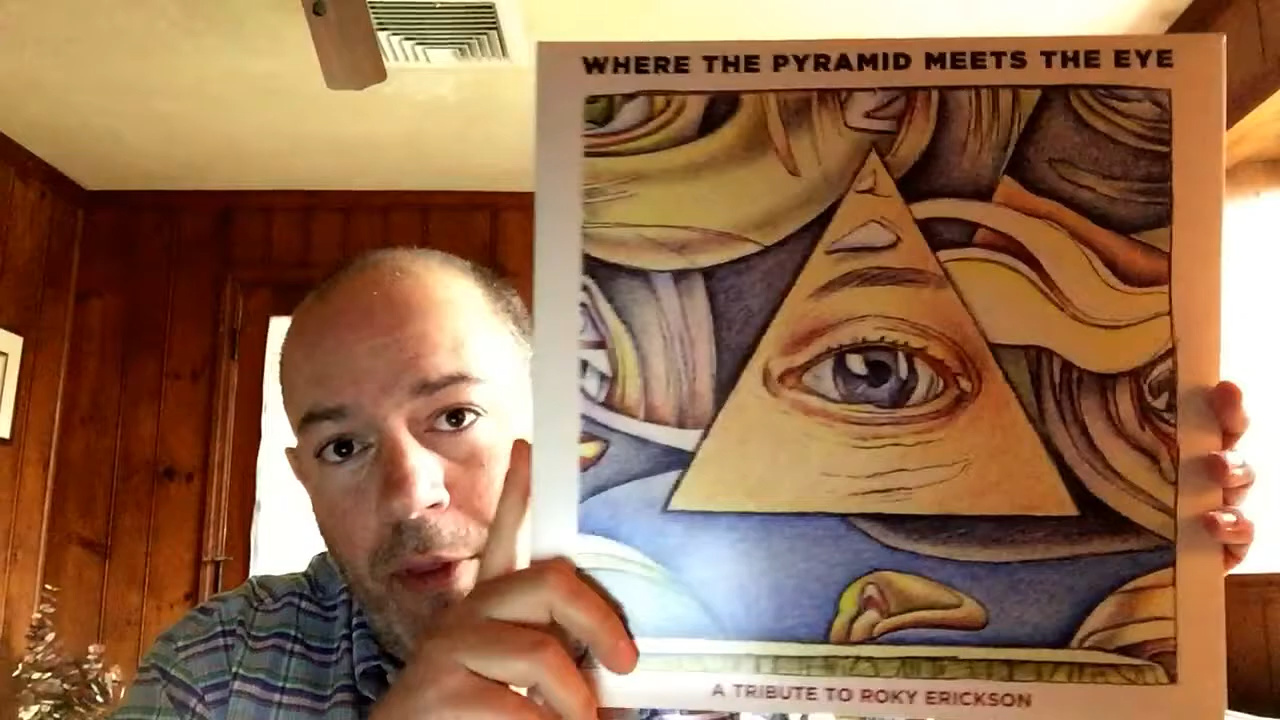 WHERE THE PYRAMID MEETS THE EYE
A TRIBUTE TO ROKY ERICKSON